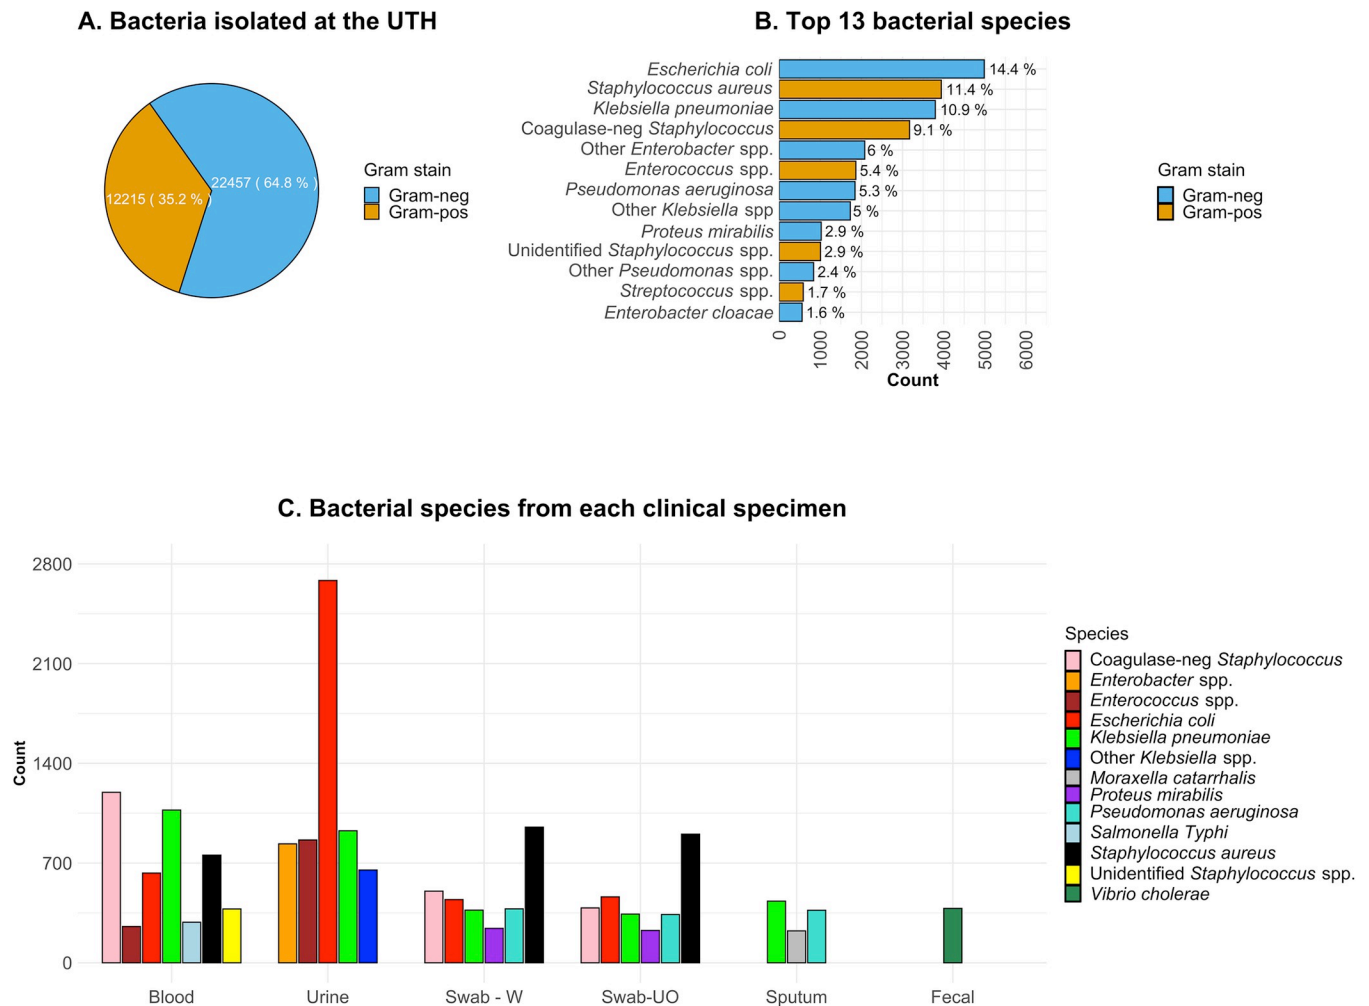 A. Bacteria isolated at the UTH
22457 ( 64.8 % )
12215 ( 35.2 % )
Gram stain
Gram-neg
Gram-pos
B. Top 13 bacterial species
Escherichia coli 14.4 %
Staphylococcus aureus 11.4 %
Klebsiella pneumoniae 10.9 %
Coagulase-neg Staphylococcus 9.1 %
Other Enterobacter spp. 6 %
Enterococcus spp. 5.4 %
Pseudomonas aeruginosa 5.3 %
Other Klebsiella spp 5 %
Proteus mirabilis 2.9 %
Unidentified Staphylococcus spp. 2.9 %
Other Pseudomonas spp. 2.4 %
Streptococcus spp. 1.7 %
Enterobacter cloacae 1.6 %
0 1000 2000 3000 4000 5000 6000
Count
Gram stain
Gram-neg
Gram-pos
C. Bacterial species from each clinical specimen
Count
2800
2100
1400
700
0
Blood Urine Swab - W Swab-UO Sputum Fecal
Species
Coagulase-neg Staphylococcus
Enterobacter spp.
Enterococcus spp.
Escherichia coli
Klebsiella pneumoniae
Other Klebsiella spp.
Moraxella catarrhalis
Proteus mirabilis
Pseudomonas aeruginosa
Salmonella Typhi
Staphylococcus aureus
Unidentified Staphylococcus spp.
Vibrio cholerae